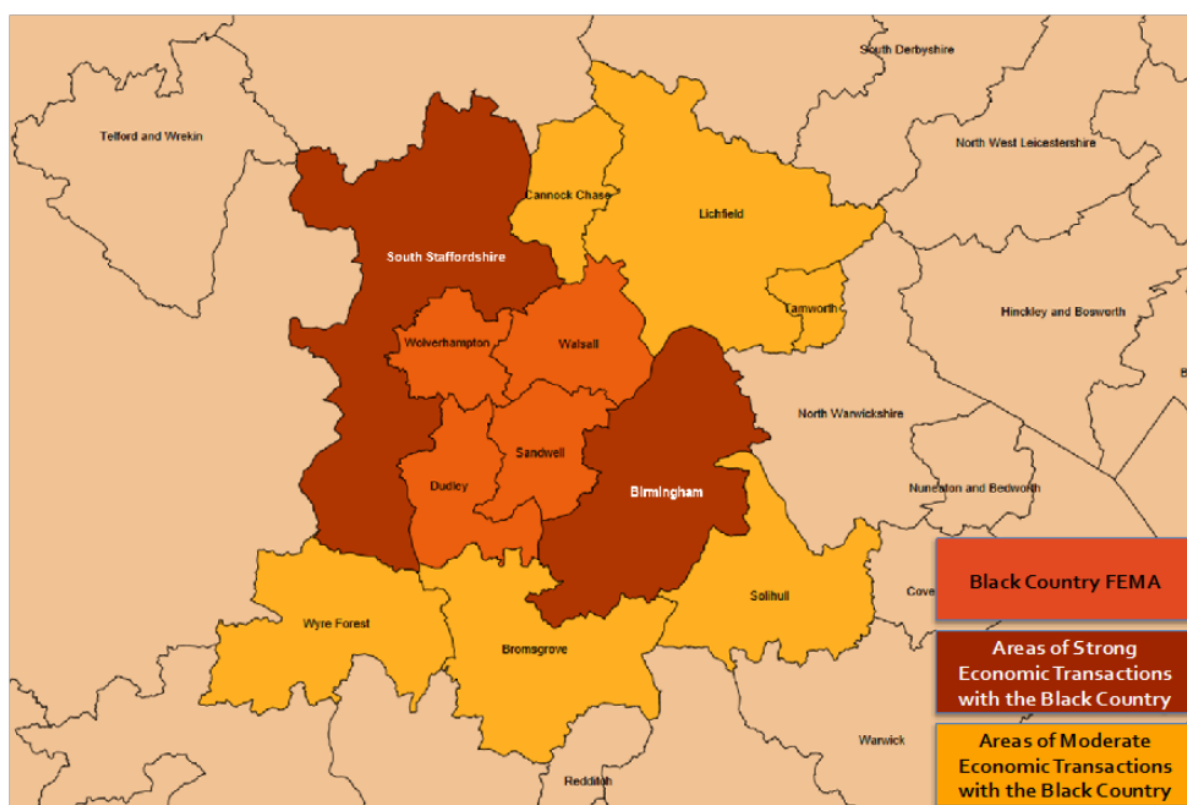 South Derbyshire
Telford and Wrekin
North West Leicestershire
Cannock Chase
Lichfield
South Staffordshire
Tamworth
Hinckley and Bosworth
Wolverhampton
Walsall
B
North Warwickshire
Sandwell
Dudley
Birmingham
Nuneaton and Bedworth
Black Country FEMA
Cove
Solihull
Wyre Forest
Bromsgrove
Areas of Strong
Economic Transactions
with the Black Country
Warwick
Areas of Moderate
Economic Transactions
with the Black Country
Redditch